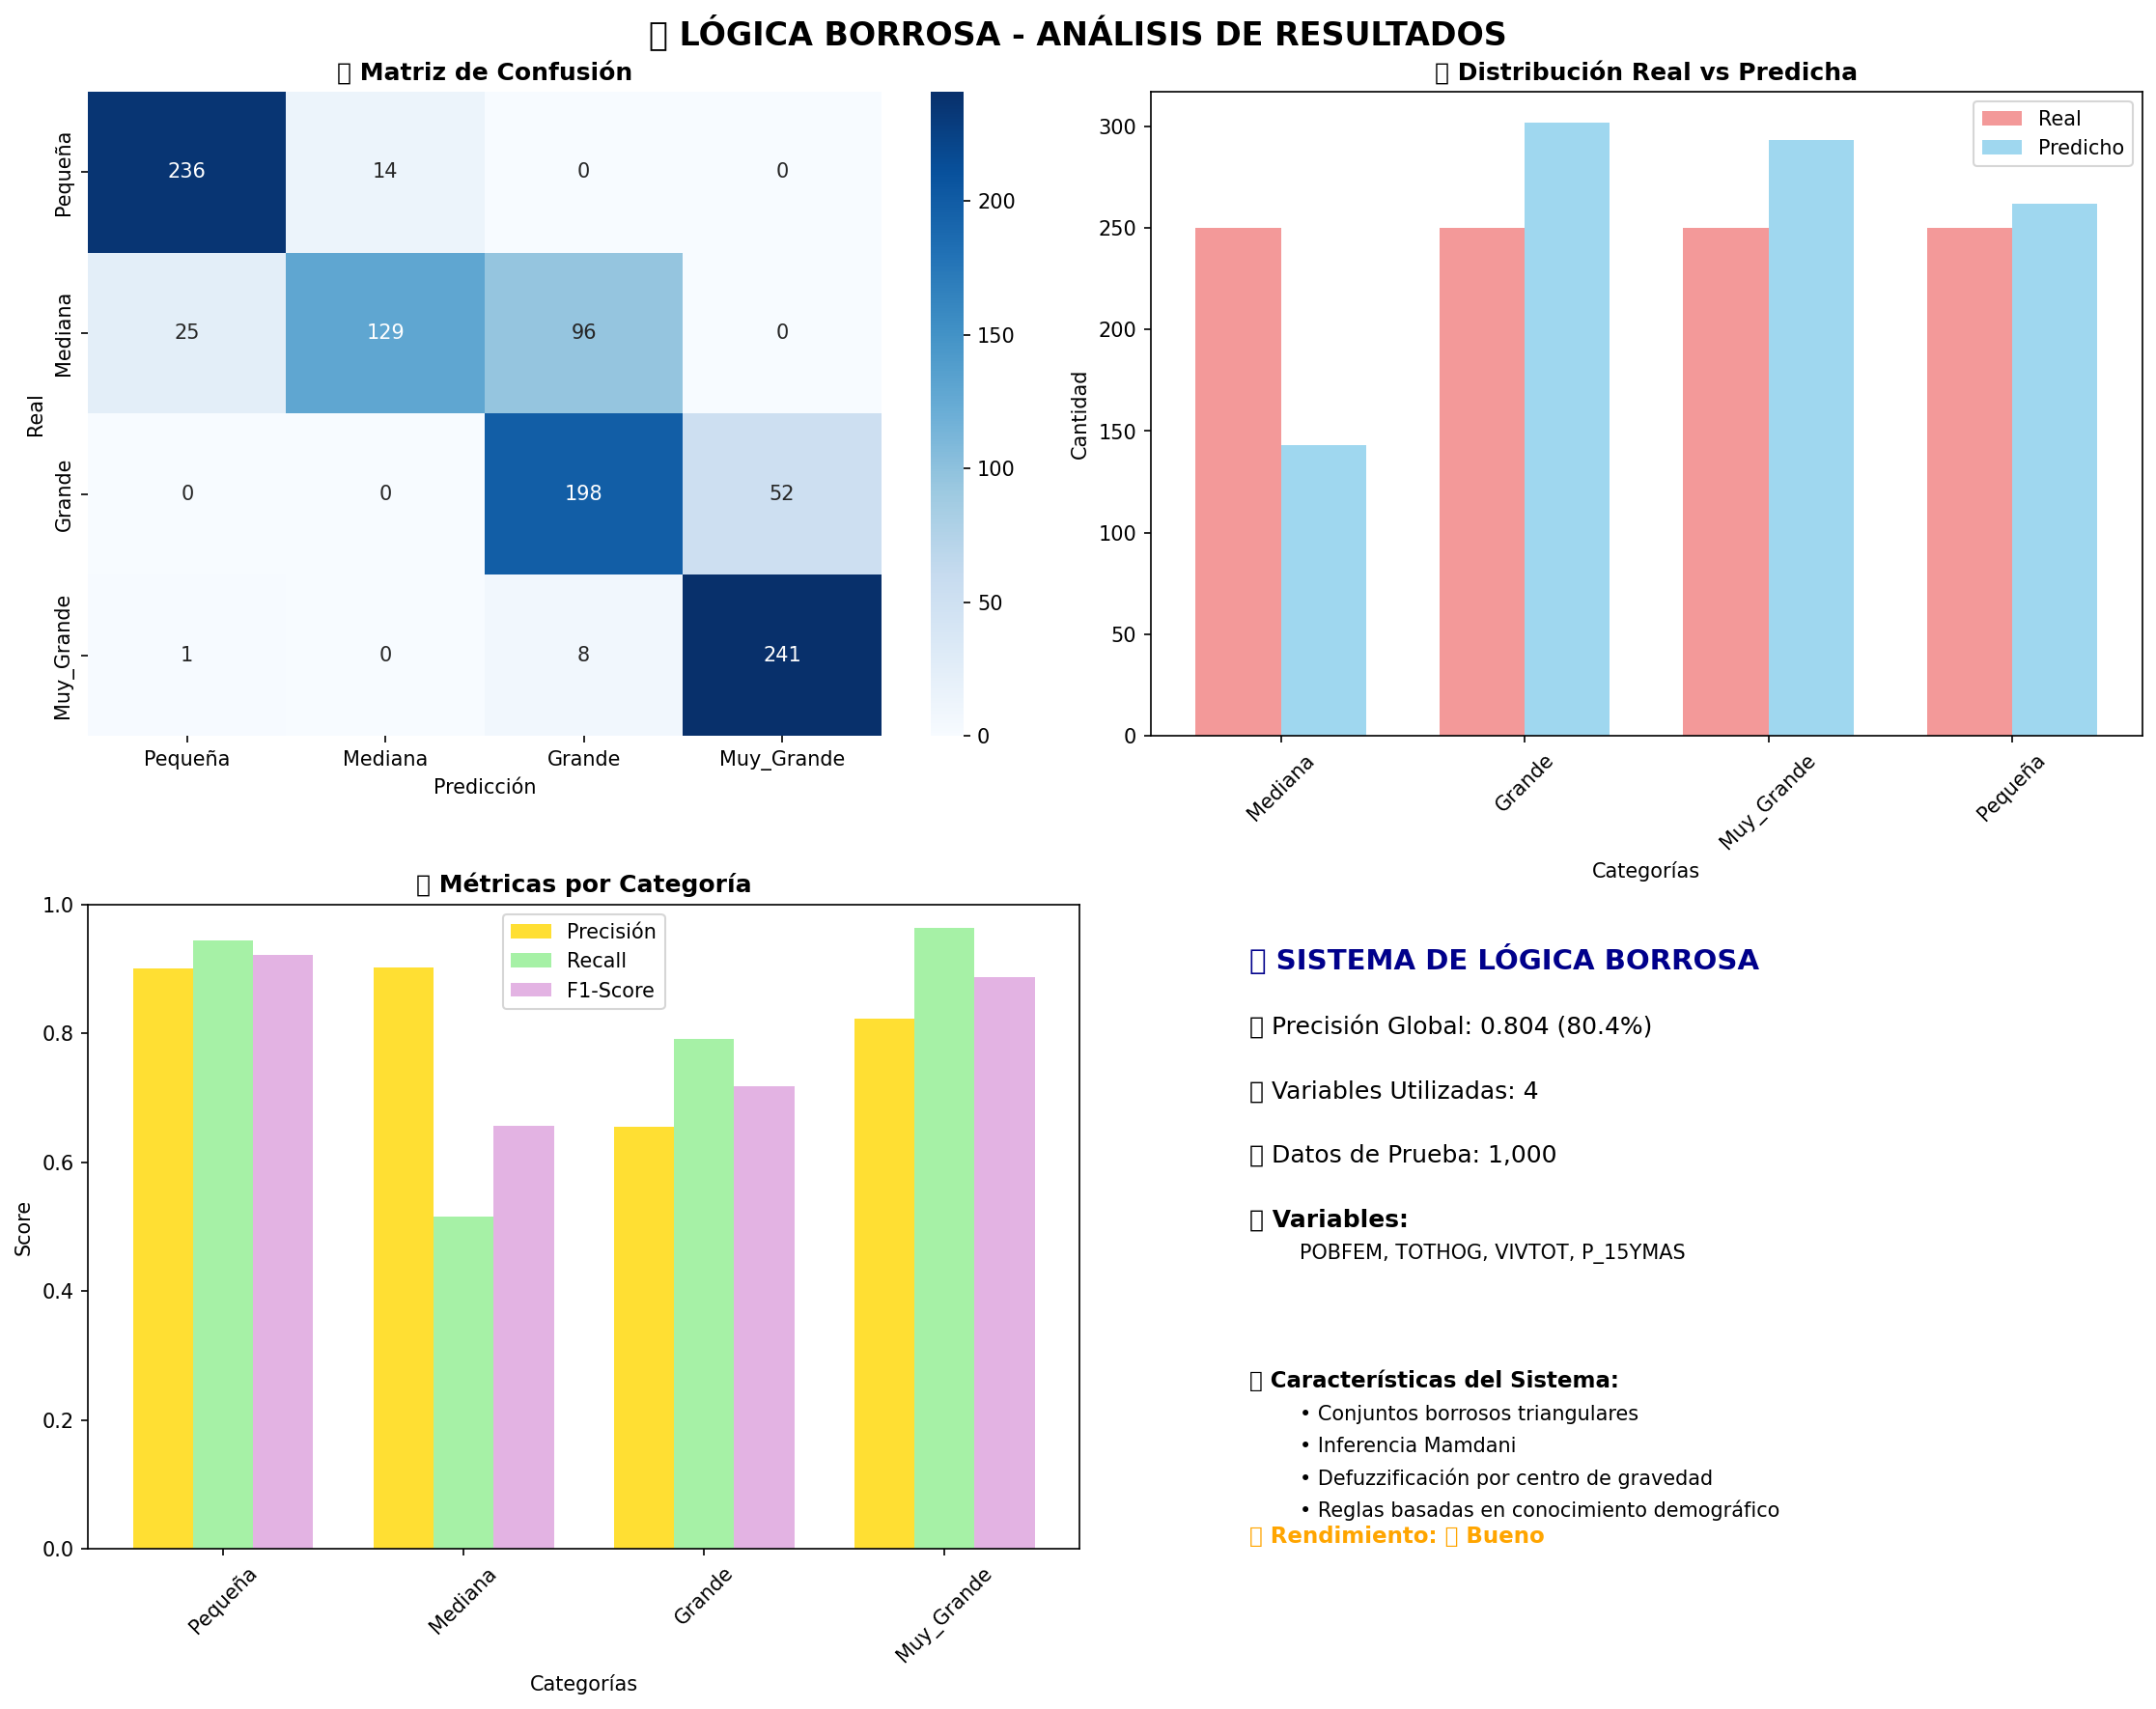 LÓGICA BORROSA - ANÁLISIS DE RESULTADOS
Matriz de Confusión
Pequeña
Mediana
Grande
Muy_Grande
Real
236 14 0 0
25 129 96 0
0 0 198 52
1 0 8 241
Pequeña Mediana Grande Muy_Grande
Predicción
200
150
100
50
0
Distribución Real vs Predicha
Real
Predicho
Cantidad
300
250
200
150
100
50
0
Mediana Grande Muy_Grande Pequeña
Categorías
Métricas por Categoría
Precisión
Recall
F1-Score
Score
1.0
0.8
0.6
0.4
0.2
0.0
Pequeña Mediana Grande Muy_Grande
Categorías
SISTEMA DE LÓGICA BORROSA
Precisión Global: 0.804 (80.4%)
Variables Utilizadas: 4
Datos de Prueba: 1,000
Variables:
POBFEM, TOTHOG, VIVTOT, P_15YMAS
Características del Sistema:
• Conjuntos borrosos triangulares
• Inferencia Mamdani
• Defuzzificación por centro de gravedad
• Reglas basadas en conocimiento demográfico
Rendimiento: Bueno